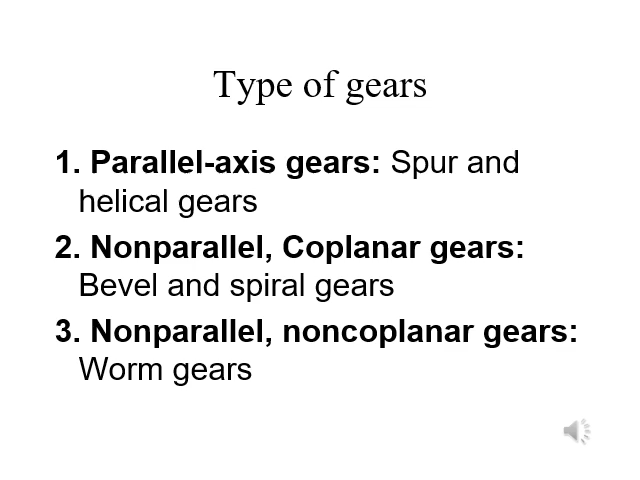 Type of gears
1. Parallel-axis gears: Spur and
helical gears
2. Nonparallel, Coplanar gears:
Bevel and spiral gears
3. Nonparallel, noncoplanar gears:
Worm gears